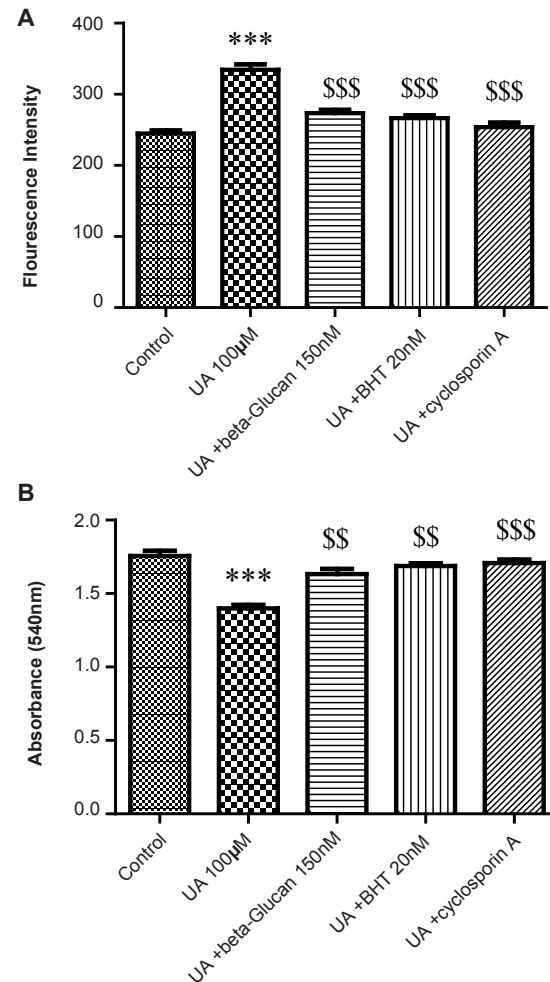 A
Flourescence Intensity
400
300
200
100
0
***
$$$
$$$
$$$
Control
UA 100µM
UA +beta-Glucan 150nM
UA +BHT 20nM
UA +cyclosporin A
B
Absorbance (540nm)
2.0
1.5
1.0
0.5
0.0
***
$$
$$
$$$
Control
UA 100µM
UA +beta-Glucan 150nM
UA +BHT 20nM
UA +cyclosporin A